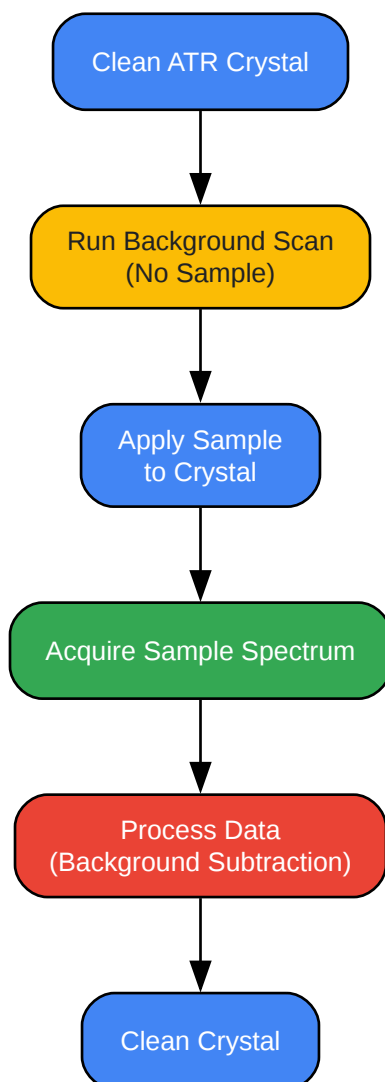 Clean ATR Crystal
Run Background Scan
(No Sample)
Apply Sample
to Crystal
Acquire Sample Spectrum
Process Data
(Background Subtraction)
Clean Crystal